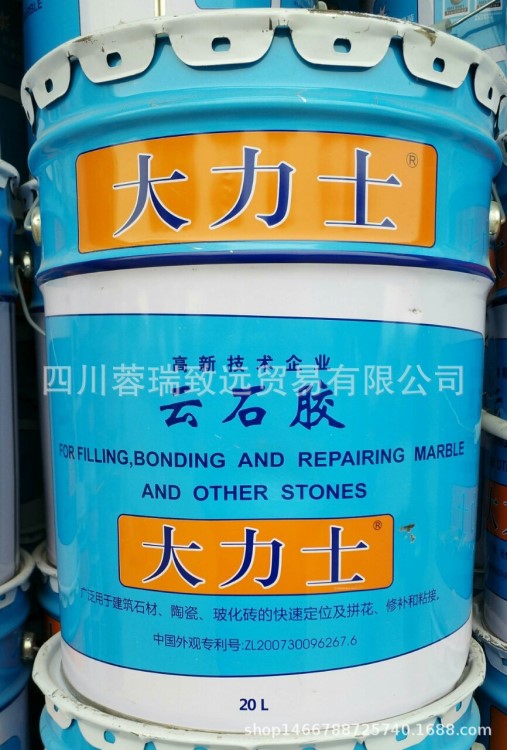 大力士®
高新技术企业
四川蓉瑞致远贸易有限公司
云石胶
FOR FILLING,BONDING AND REPAIRING MARBLE
AND OTHER STONES
大力士®
广泛用于建筑石材、陶瓷、玻化砖的快速定位及拼花、修补和粘接。
中国外观专利号:ZL200730096267.6
20 L
shop1466788725740.1688.com